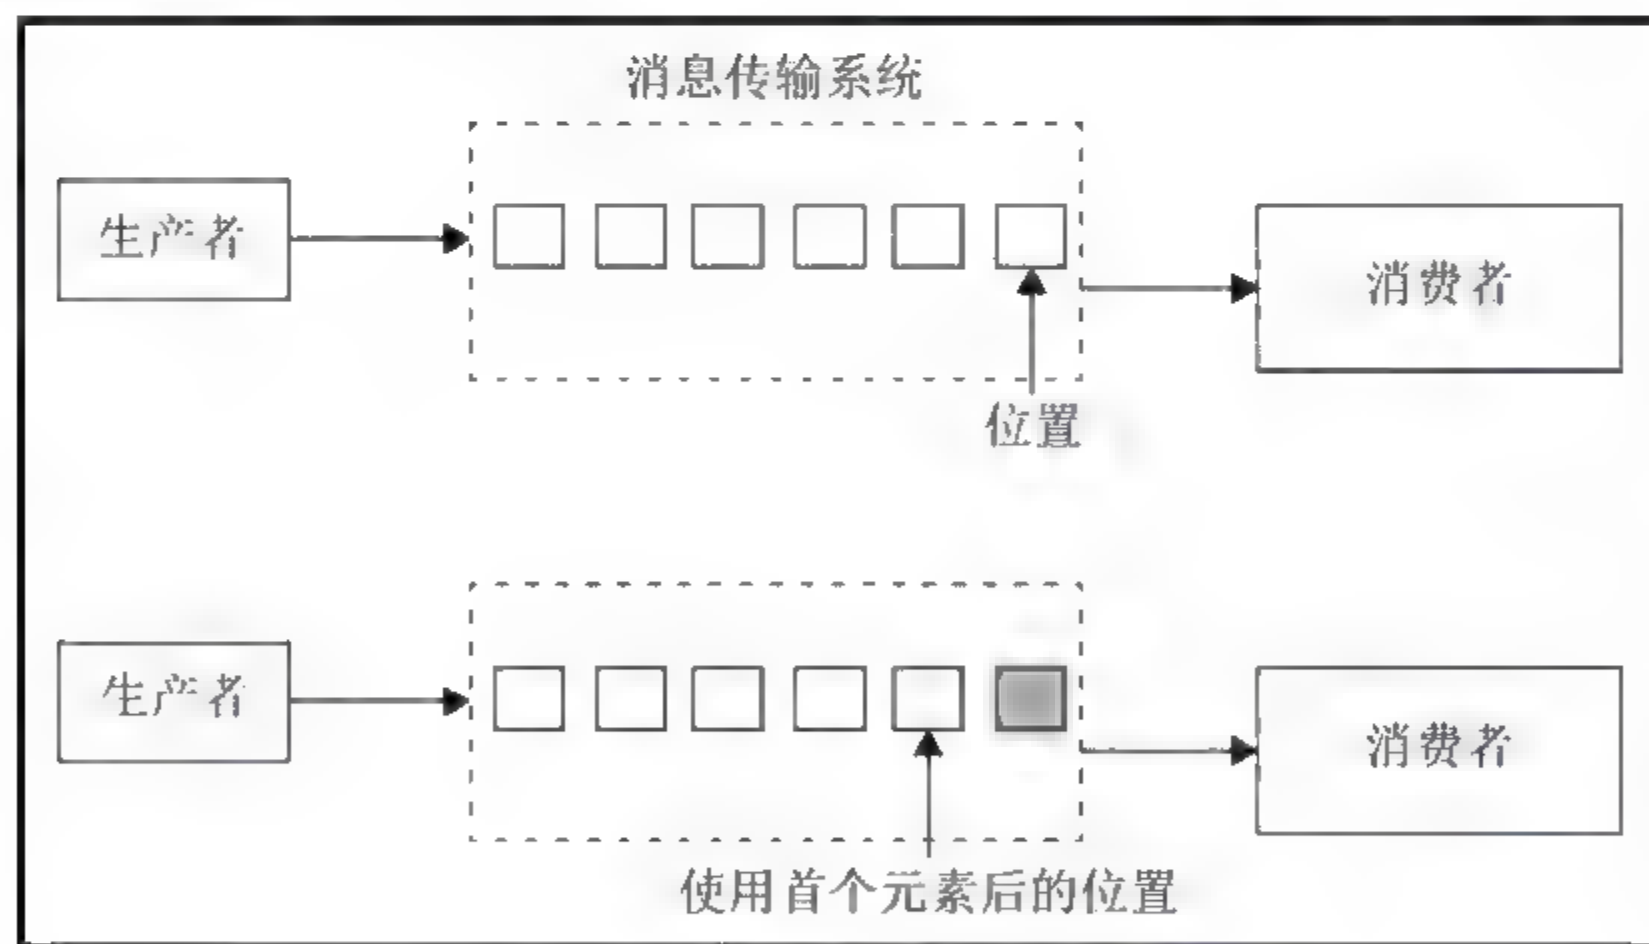 消息传输系统
生产者
消费者
位置
生产者
消费者
使用首个元素后的位置